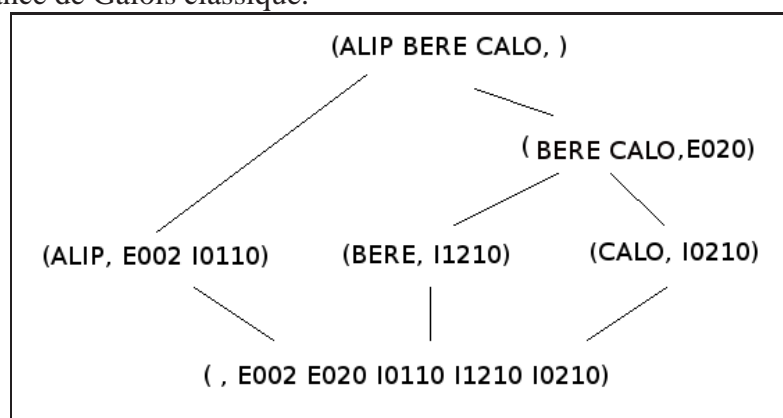 ance de Galois classique.
(ALIP BERE CALO, )
( BERE CALO,E020)
(ALIP, E002 I0110) (BERE, I1210) (CALO, I0210)
( , E002 E020 I0110 I1210 I0210)